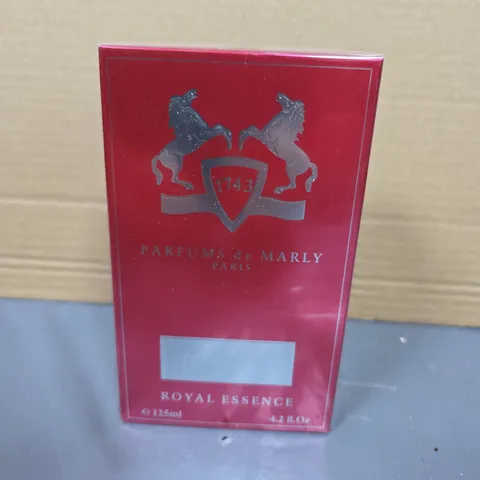 1743
PARFUMS de MARLY
PARIS
ROYAL ESSENCE
℮ 125ml 4.2 fl.Oz